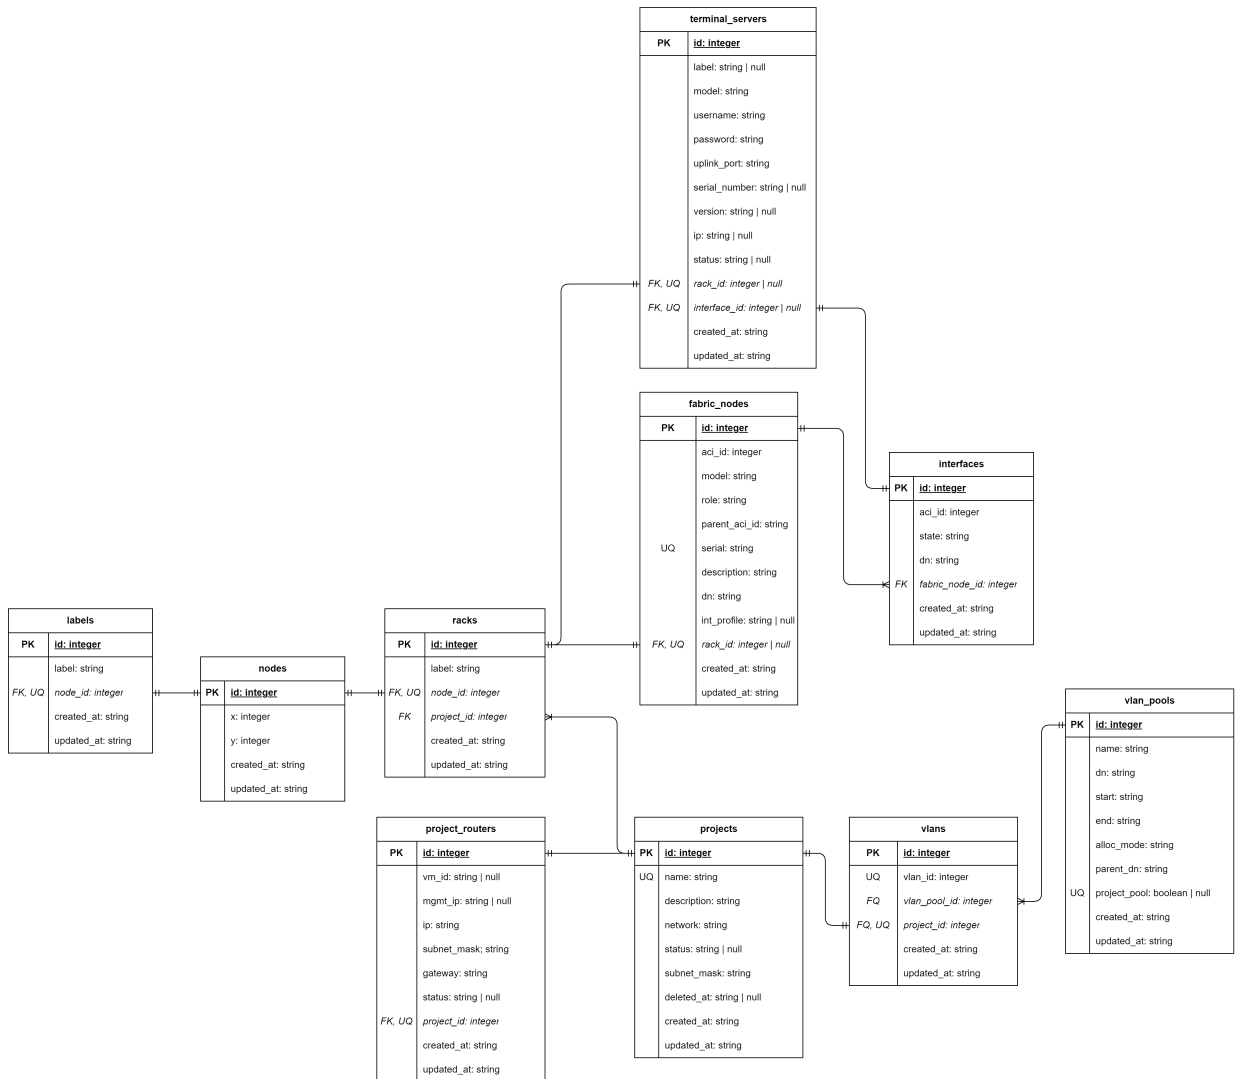 terminal_servers
PK id: integer
label: string | null
model: string
username: string
password: string
uplink_port: string
serial_number: string | null
version: string | null
ip: string | null
status: string | null
FK, UQ rack_id: integer | null
FK, UQ interface_id: integer | null
created_at: string
updated_at: string
fabric_nodes
PK id: integer
aci_id: integer
model: string
role: string
parent_aci_id: string
UQ serial: string
description: string
dn: string
int_profile: string | null
FK, UQ rack_id: integer | null
created_at: string
updated_at: string
interfaces
PK id: integer
aci_id: integer
state: string
dn: string
FK fabric_node_id: integer
created_at: string
updated_at: string
labels
PK id: integer
label: string
FK, UQ node_id: integer
created_at: string
updated_at: string
nodes
PK id: integer
x: integer
y: integer
created_at: string
updated_at: string
racks
PK id: integer
label: string
FK, UQ node_id: integer
FK project_id: integer
created_at: string
updated_at: string
vlan_pools
PK id: integer
name: string
dn: string
start: string
end: string
alloc_mode: string
parent_dn: string
UQ project_pool: boolean | null
created_at: string
updated_at: string
project_routers
PK id: integer
vm_id: string | null
mgmt_ip: string | null
ip: string
subnet_mask; string
gateway: string
status: string | null
FK, UQ project_id: integer
created_at: string
updated_at: string
projects
PK id: integer
UQ name: string
description: string
network: string
status: string | null
subnet_mask: string
deleted_at: string | null
created_at: string
updated_at: string
vlans
PK id: integer
UQ vlan_id: integer
FQ vlan_pool_id: integer
FQ, UQ project_id: integer
created_at: string
updated_at: string